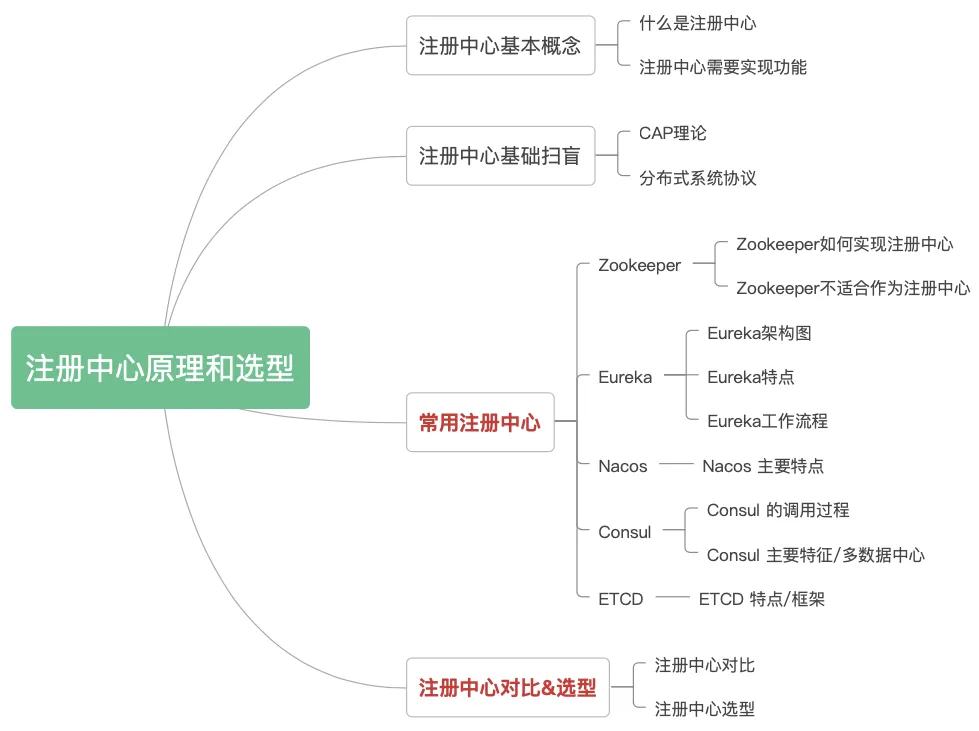 注册中心原理和选型
注册中心基本概念
什么是注册中心
注册中心需要实现功能
注册中心基础扫盲
CAP理论
分布式系统协议
常用注册中心
Zookeeper
Zookeeper如何实现注册中心
Zookeeper不适合作为注册中心
Eureka
Eureka架构图
Eureka特点
Eureka工作流程
Nacos
Nacos 主要特点
Consul
Consul 的调用过程
Consul 主要特征/多数据中心
ETCD
ETCD 特点/框架
注册中心对比&选型
注册中心对比
注册中心选型